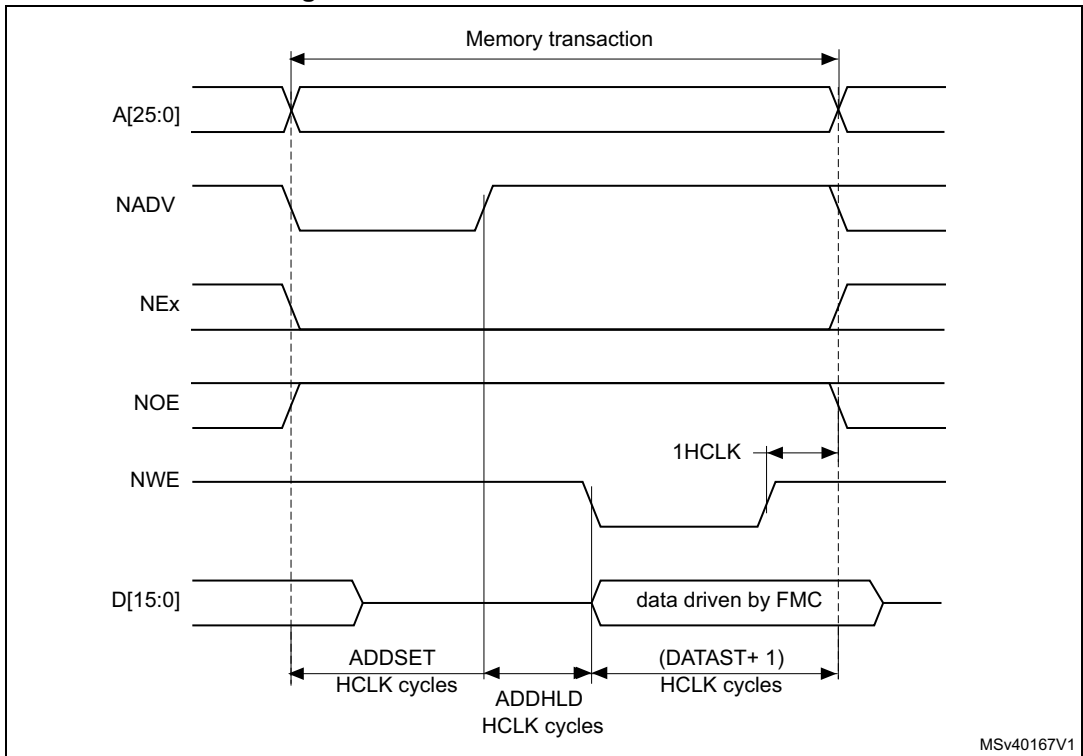 Memory transaction
A[25:0]
NADV
NEx
NOE
1HCLK
NWE
D[15:0]
data driven by FMC
ADDSET
HCLK cycles
ADDHLD
HCLK cycles
(DATAST+ 1)
HCLK cycles
MSv40167V1